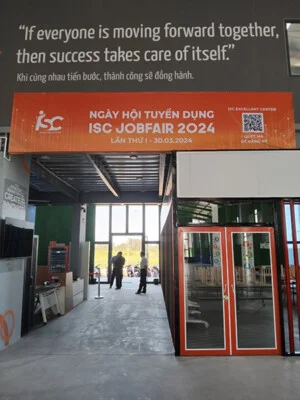 “If everyone is moving forward together,
then success takes care of itself.”
Khi cùng nhau tiến bước, thành công sẽ đồng hành.
isc
NGÀY HỘI TUYỂN DỤNG
ISC JOBFAIR 2024
LẦN THỨ I - 30.03.2024
ISC EXCELLENT CENTER
QUÉT MÃ